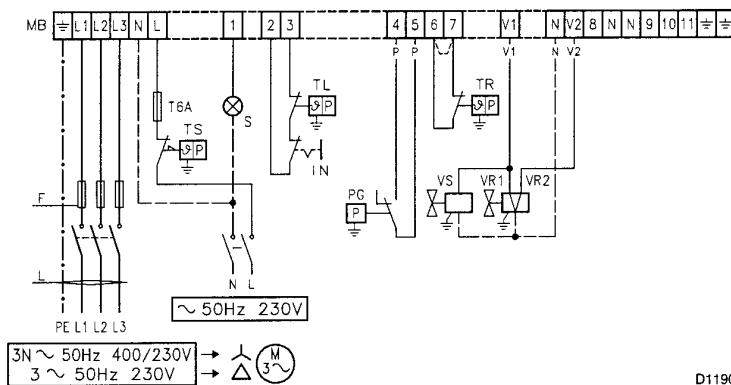 MB ⏚ L1 L2 L3 N L 1 2 3 4 5 6 7 V1 N V2 8 N N 9 10 11 ⏚ ⏚
P P V1 N V2
T6A
S
TL
ϑ P
TR
ϑ P
TS
ϑ P
IN
F
PG
P
VS VR1 VR2
L
N L
~ 50Hz 230V
PE L1 L2 L3
3N ~ 50Hz 400/230V → M
3 ~ 50Hz 230V → Δ 3~
D1190